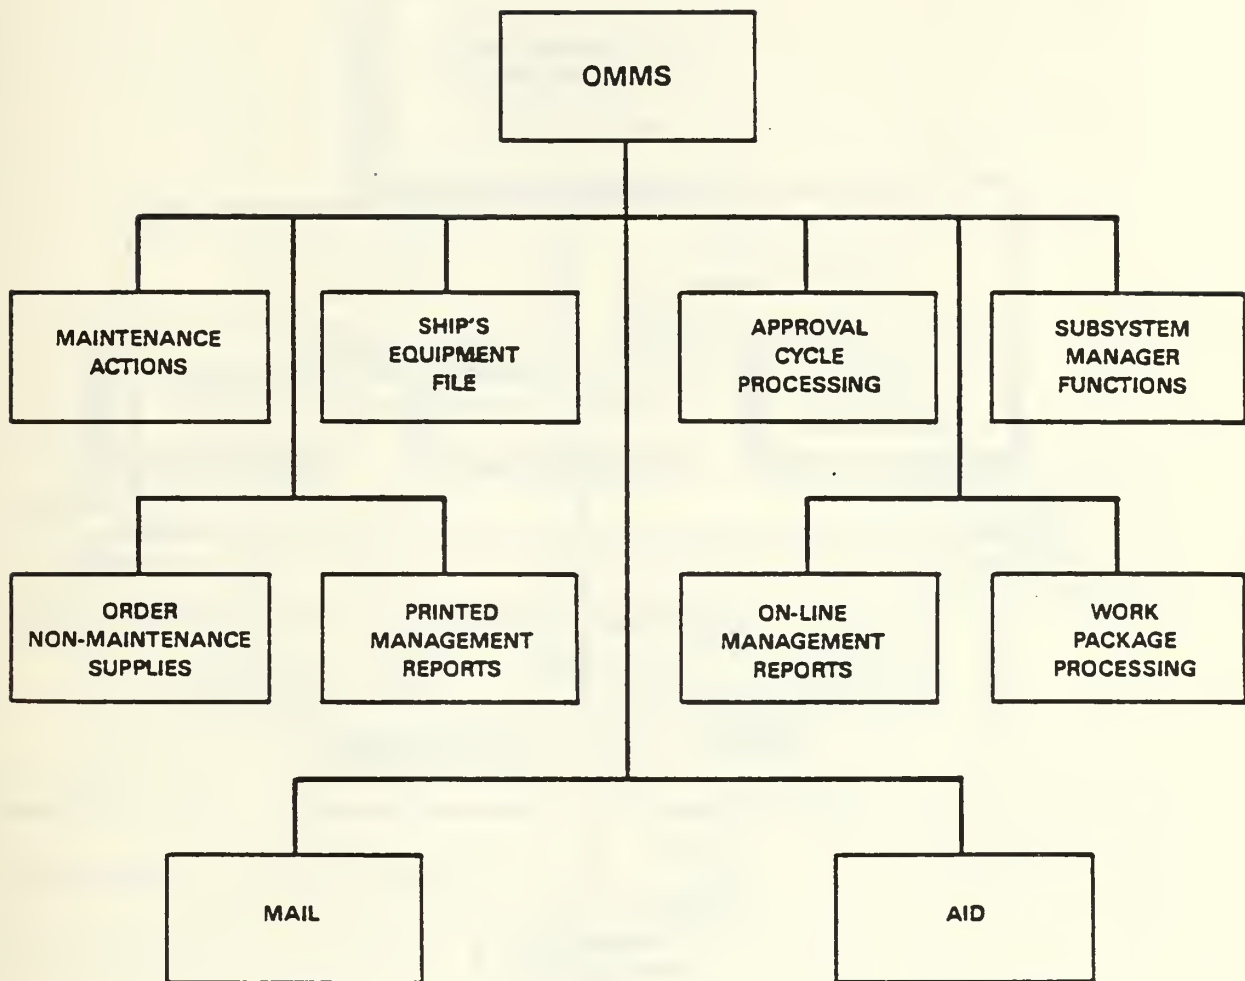 OMMS
MAINTENANCE
ACTIONS
SHIP'S
EQUIPMENT
FILE
APPROVAL
CYCLE
PROCESSING
SUBSYSTEM
MANAGER
FUNCTIONS
ORDER
NON-MAINTENANCE
SUPPLIES
PRINTED
MANAGEMENT
REPORTS
ON-LINE
MANAGEMENT
REPORTS
WORK
PACKAGE
PROCESSING
MAIL
AID